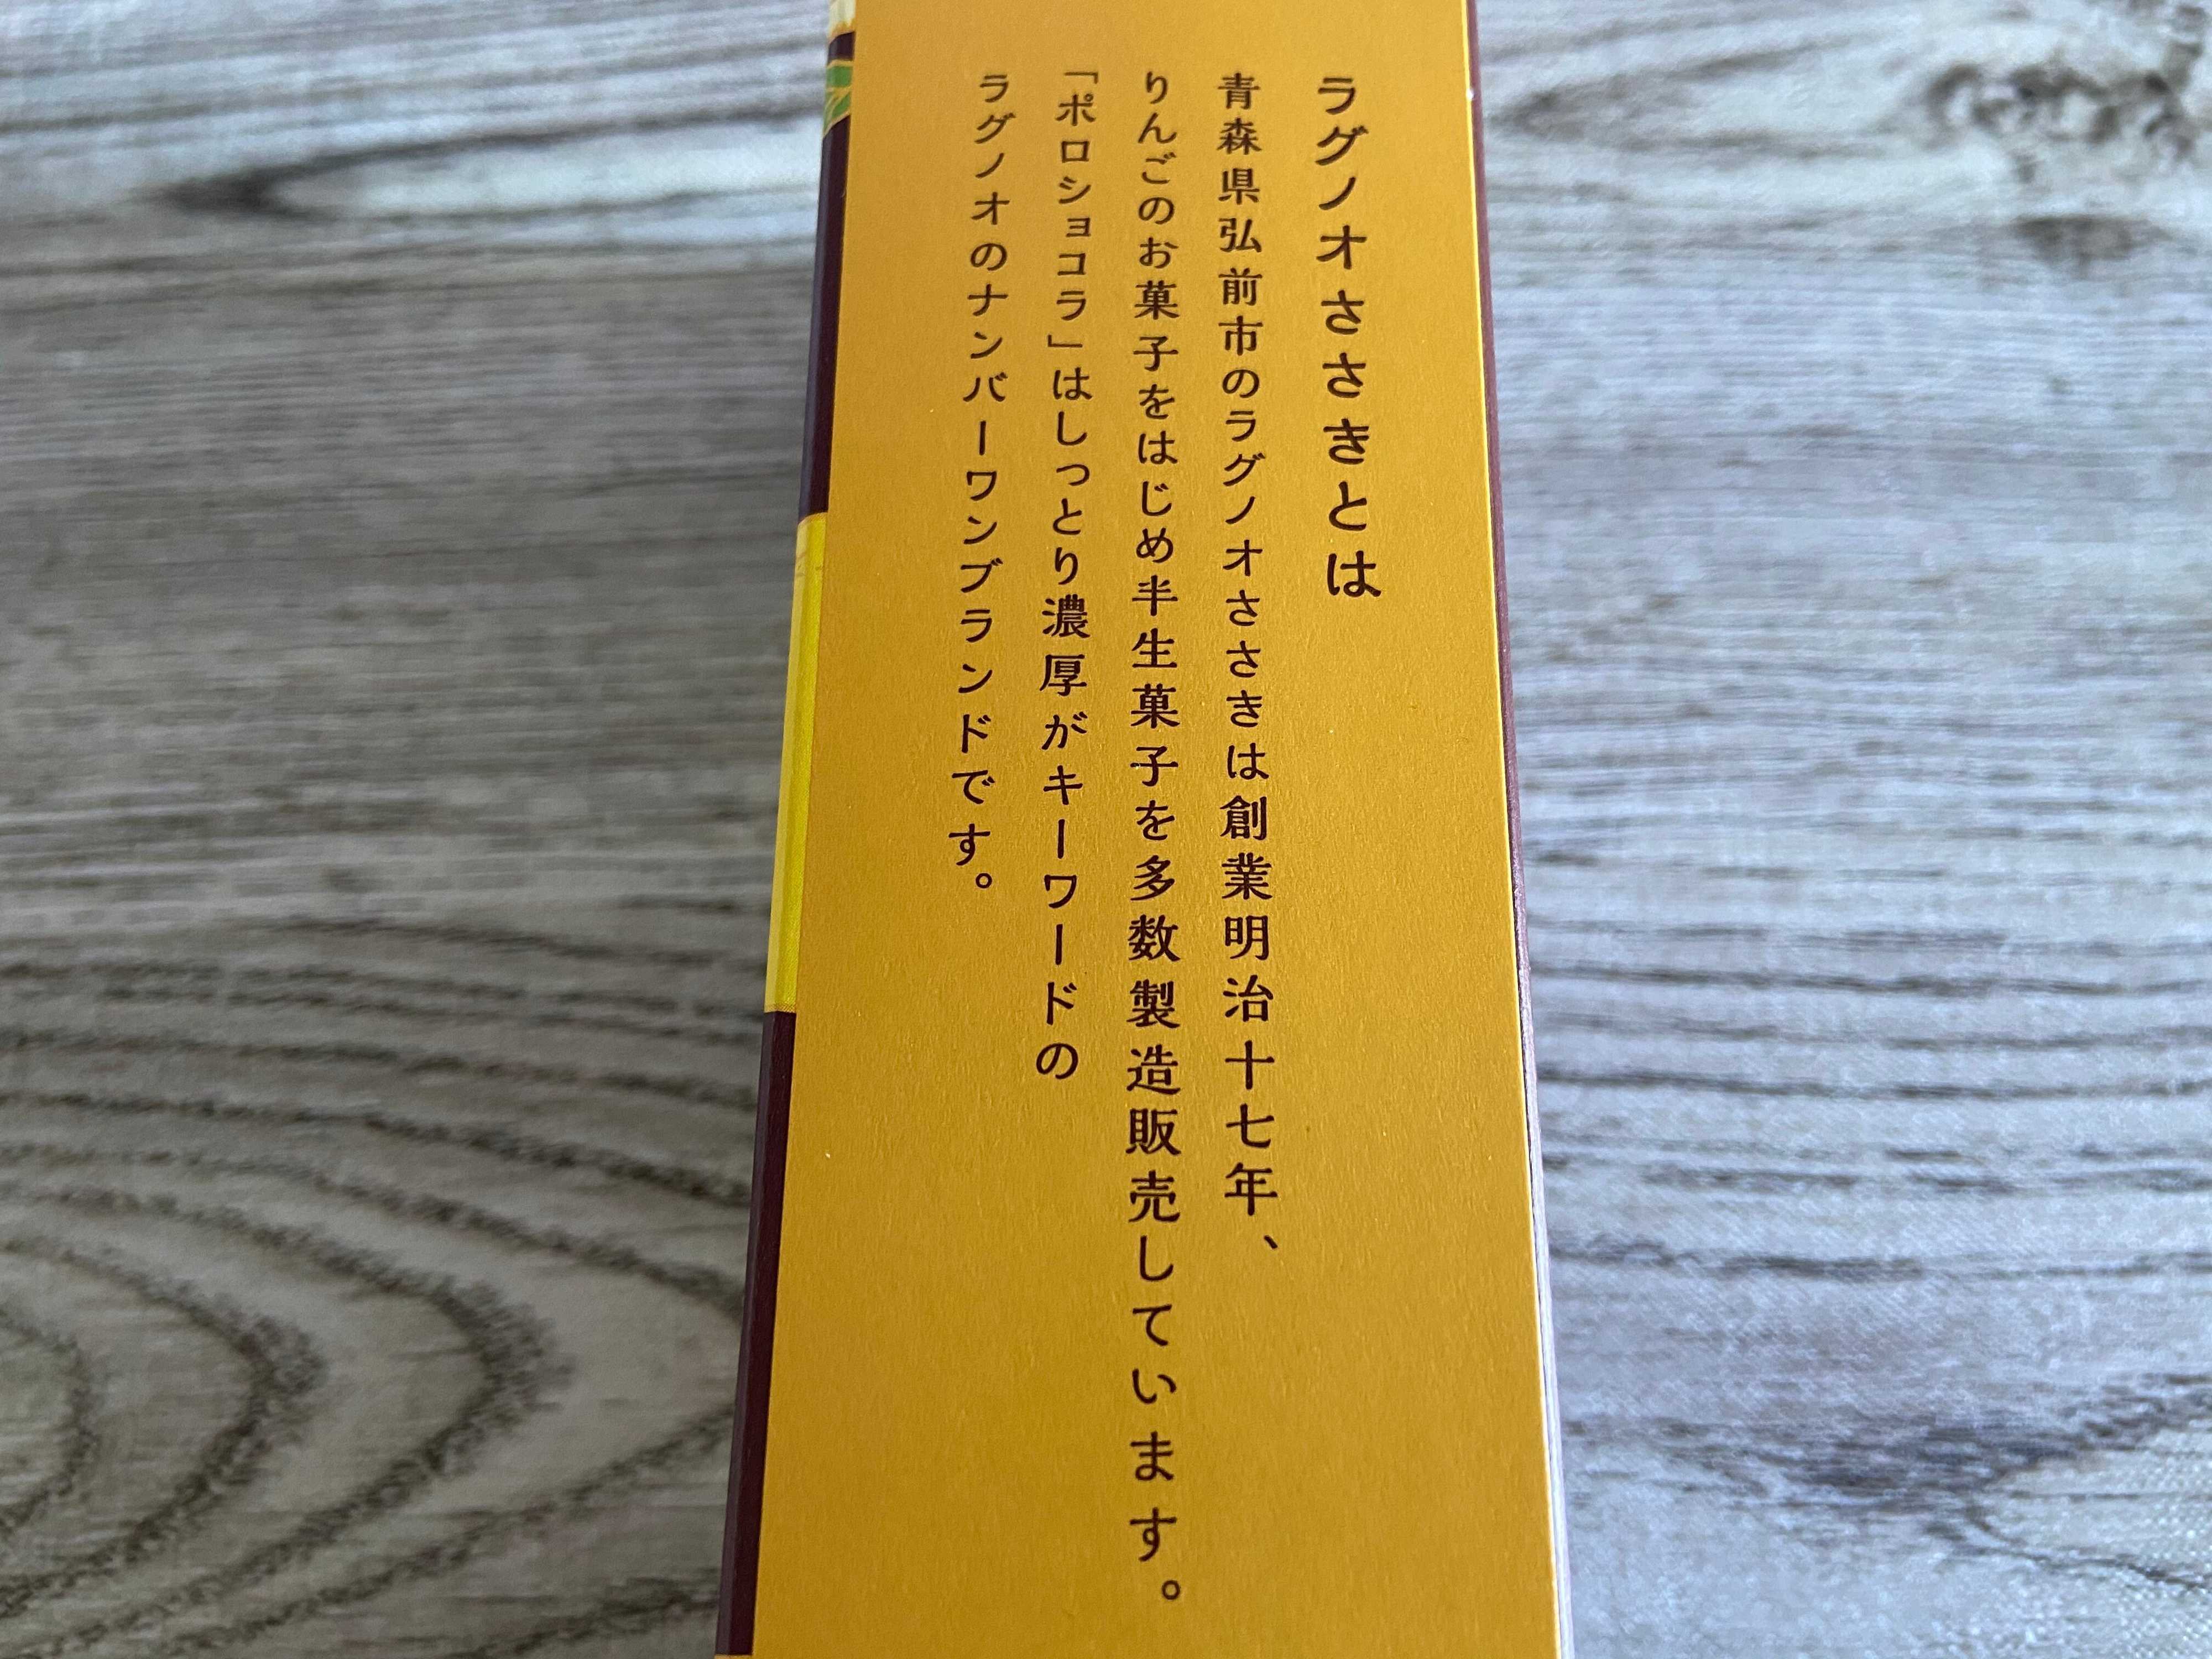 ラグノオささきとは
青森県弘前市のラグノオささきは創業明治十七年、
りんごのお菓子をはじめ半生菓子を多数製造販売しています。
「ポロショコラ」はしっとり濃厚がキーワードの
ラグノオのナンバーワンブランドです。